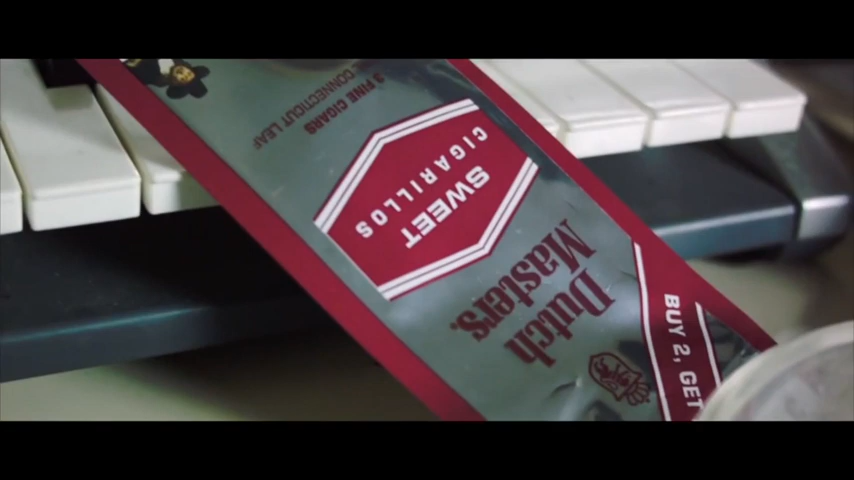 BUY 2, GET
Dutch
Masters.
SWEET
CIGARILLOS
3 FINE CIGARS
CONNECTICUT LEAF